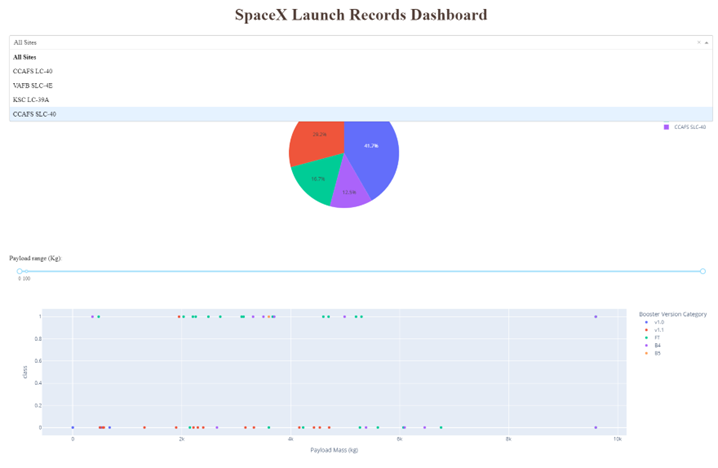 SpaceX Launch Records Dashboard
All Sites
All Sites
CCAFS LC-40
VAFB SLC-4E
KSC LC-39A
CCAFS SLC-40
CCAFS SLC-40
29.2%
41.7%
16.7%
12.5%
Payload range (Kg):
0 100
Booster Version Category
v1.0
v1.1
FT
B4
B5
class
1
0.8
0.6
0.4
0.2
0
0
2k
4k
6k
8k
10k
Payload Mass (kg)